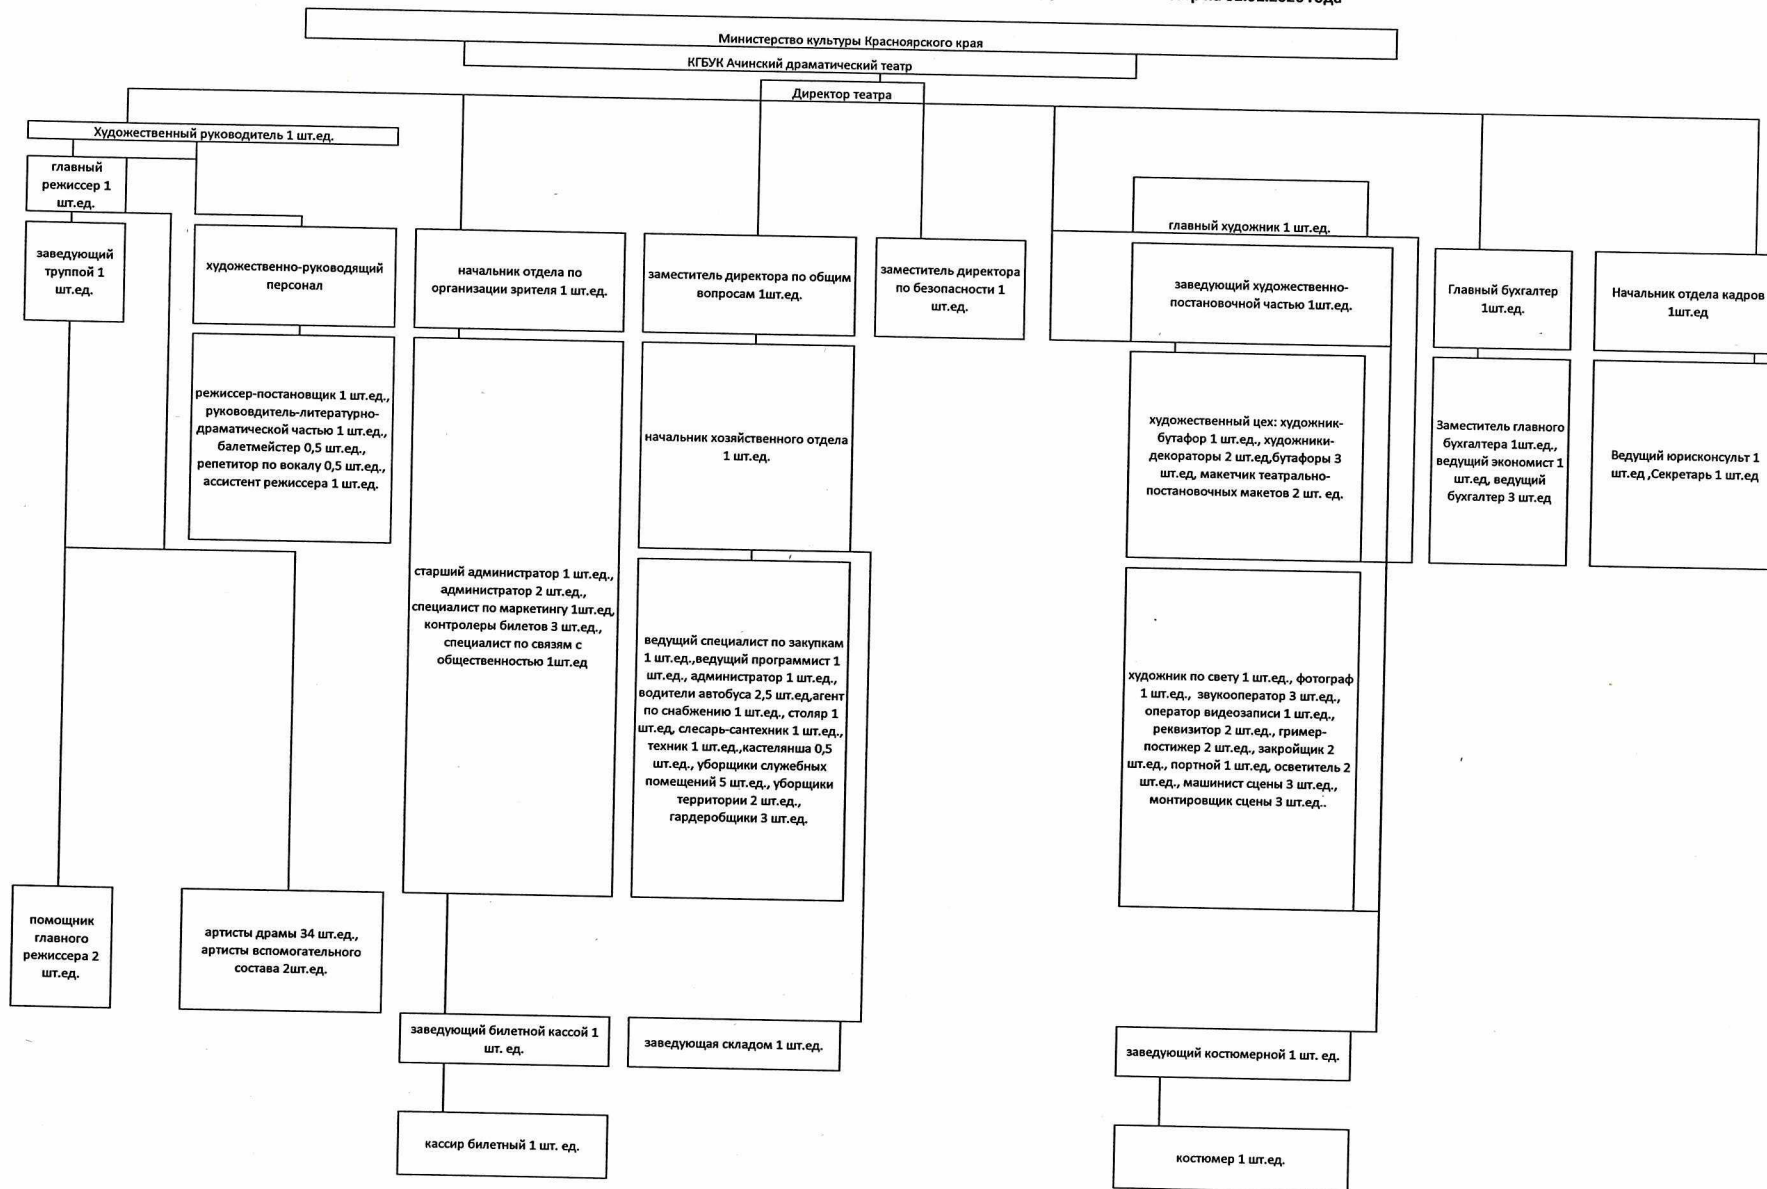 года
Министерство культуры Красноярского края
КГБУК Ачинский драматический театр
Директор театра
Художественный руководитель 1 шт.ед.
главный
режиссер 1
шт.ед.
заведующий
труппой 1
шт.ед.
художественно-руководящий
персонал
начальник отдела по
организации зрителя 1 шт.ед.
заместитель директора по общим
вопросам 1шт.ед.
заместитель директора
по безопасности 1
шт.ед.
главный художник 1 шт.ед.
заведующий художественно-
постановочной частью 1шт.ед.
Главный бухгалтер
1шт.ед.
Начальник отдела кадров
1шт.ед
режиссер-постановщик 1 шт.ед.,
рукововдитель-литературно-
драматической частью 1 шт.ед.,
балетмейстер 0,5 шт.ед.,
репетитор по вокалу 0,5 шт.ед.,
ассистент режиссера 1 шт.ед.
старший администратор 1 шт.ед.,
администратор 2 шт.ед.,
специалист по маркетингу 1шт.ед,
контролеры билетов 3 шт.ед.,
специалист по связям с
общественностью 1шт.ед
начальник хозяйственного отдела
1 шт.ед.
художественный цех: художник-
бутафор 1 шт.ед., художники-
декораторы 2 шт.ед,бутафоры 3
шт.ед, макетчик театрально-
постановочных макетов 2 шт. ед.
Заместитель главного
бухгалтера 1шт.ед.,
ведущий экономист 1
шт.ед, ведущий
бухгалтер 3 шт.ед
Ведущий юрисконсульт 1
шт.ед ,Секретарь 1 шт.ед
ведущий специалист по закупкам
1 шт.ед.,ведущий программист 1
шт.ед., администратор 1 шт.ед.,
водители автобуса 2,5 шт.ед,агент
по снабжению 1 шт.ед., столяр 1
шт.ед, слесарь-сантехник 1 шт.ед.,
техник 1 шт.ед.,кастелянша 0,5
шт.ед., уборщики служебных
помещений 5 шт.ед., уборщики
территории 2 шт.ед.,
гардеробщики 3 шт.ед.
художник по свету 1 шт.ед., фотограф
1 шт.ед., звукооператор 3 шт.ед.,
оператор видеозаписи 1 шт.ед.,
реквизитор 2 шт.ед., гример-
постижер 2 шт.ед., закройщик 2
шт.ед., портной 1 шт.ед, осветитель 2
шт.ед., машинист сцены 3 шт.ед.,
монтировщик сцены 3 шт.ед..
помощник
главного
режиссера 2
шт.ед.
артисты драмы 34 шт.ед.,
артисты вспомогательного
состава 2шт.ед.
заведующий билетной кассой 1
шт. ед.
заведующая складом 1 шт.ед.
заведующий костюмерной 1 шт. ед.
кассир билетный 1 шт. ед.
костюмер 1 шт.ед.